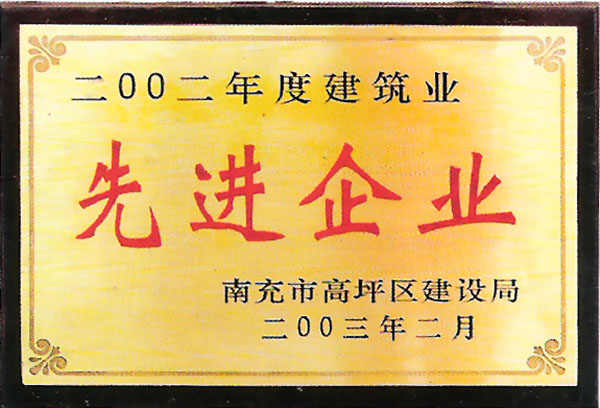 二00二年度建筑业
先进企业
南充市高坪区建设局
二00三年二月